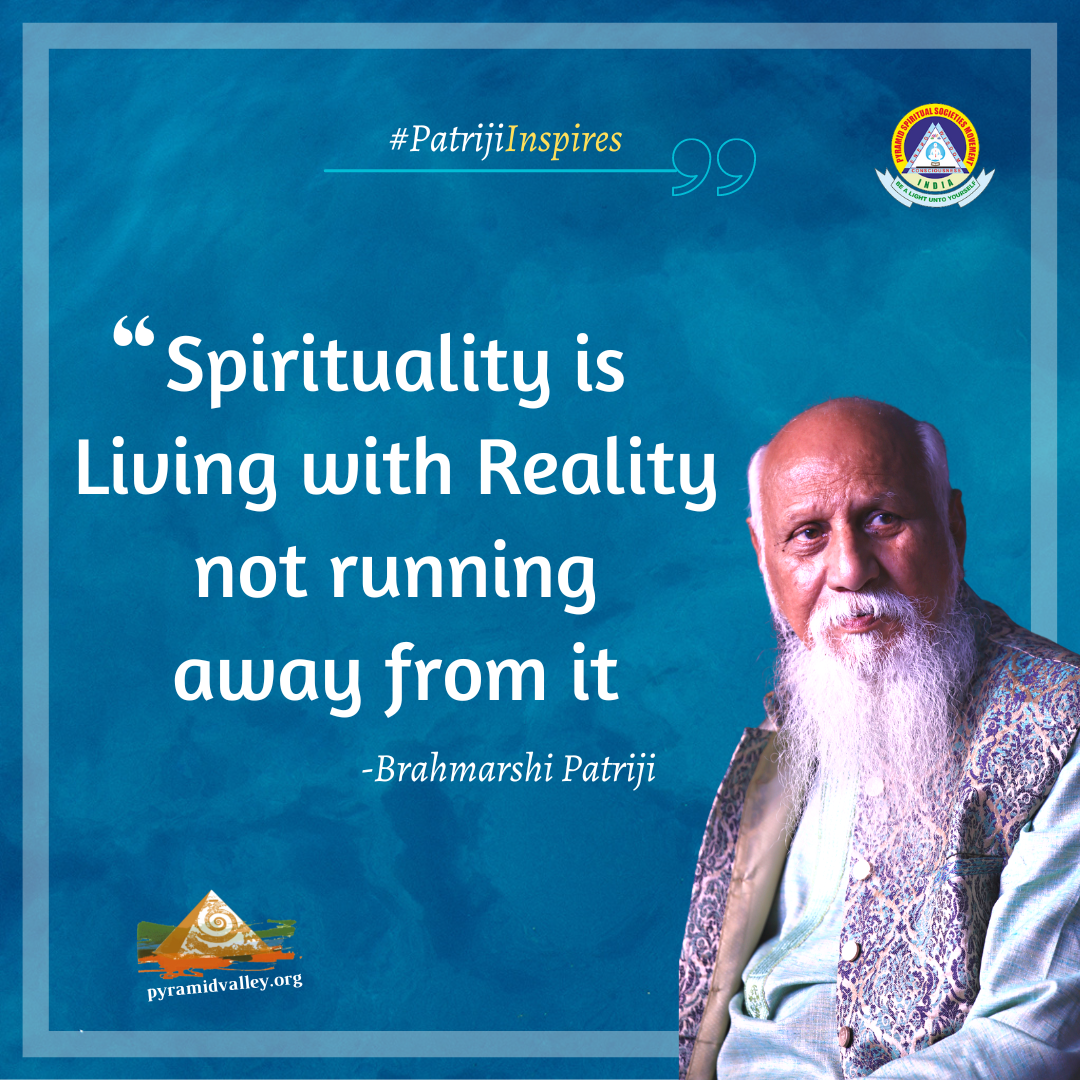 #PatrijiInspires
PYRAMID SPIRITUAL SOCIETIES MOVEMENT
CONSCIOUSNESS
INDIA
BE A LIGHT UNTO YOURSELF
“Spirituality is
Living with Reality
not running
away from it
-Brahmarshi Patriji
pyramidvalley.org